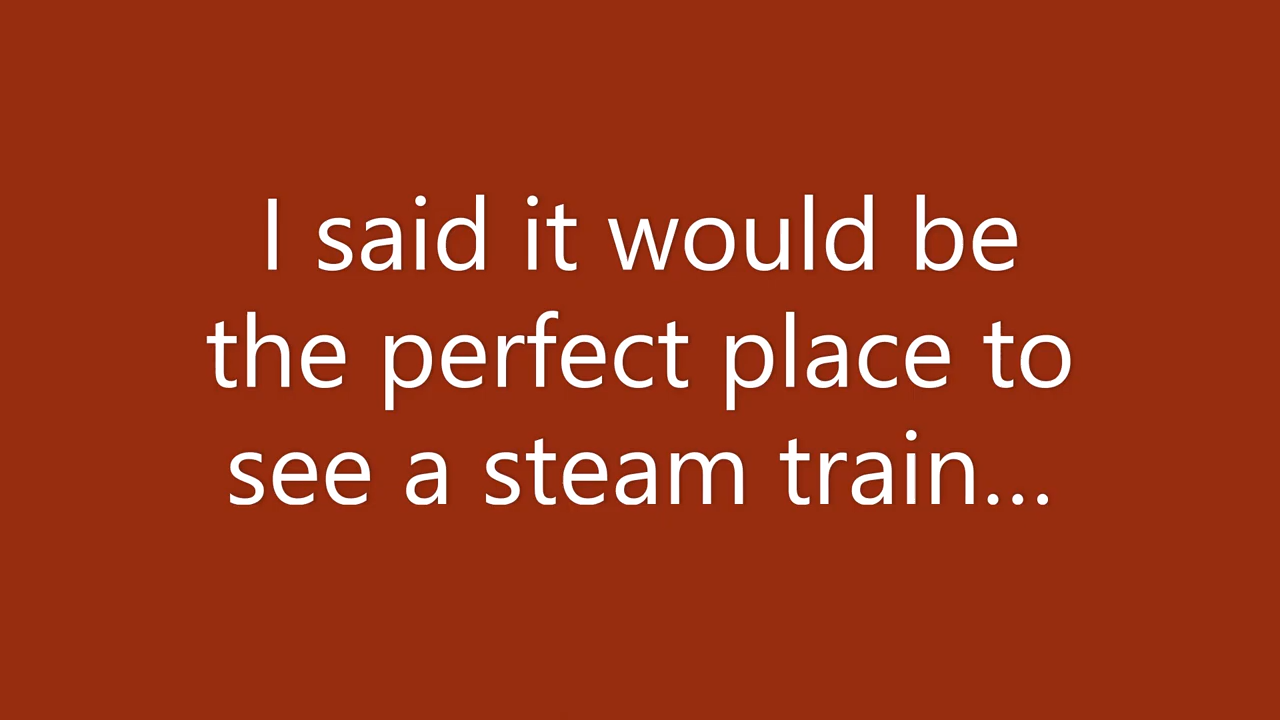 I said it would be
the perfect place to
see a steam train...